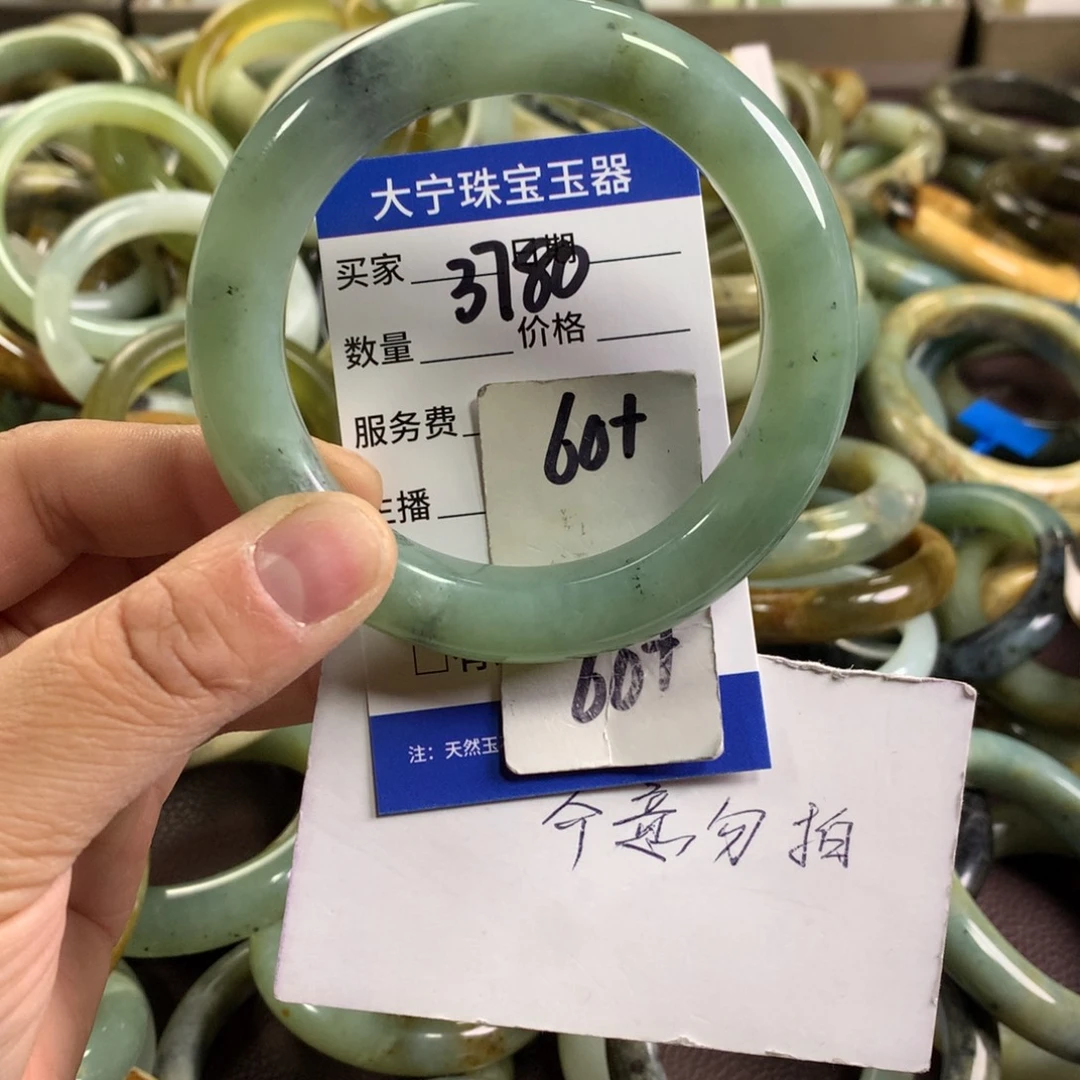 大宁珠宝玉器
买家 日期
3780
数量 价格
服务费
60+
主播
60+
注：天然玉
介意勿拍